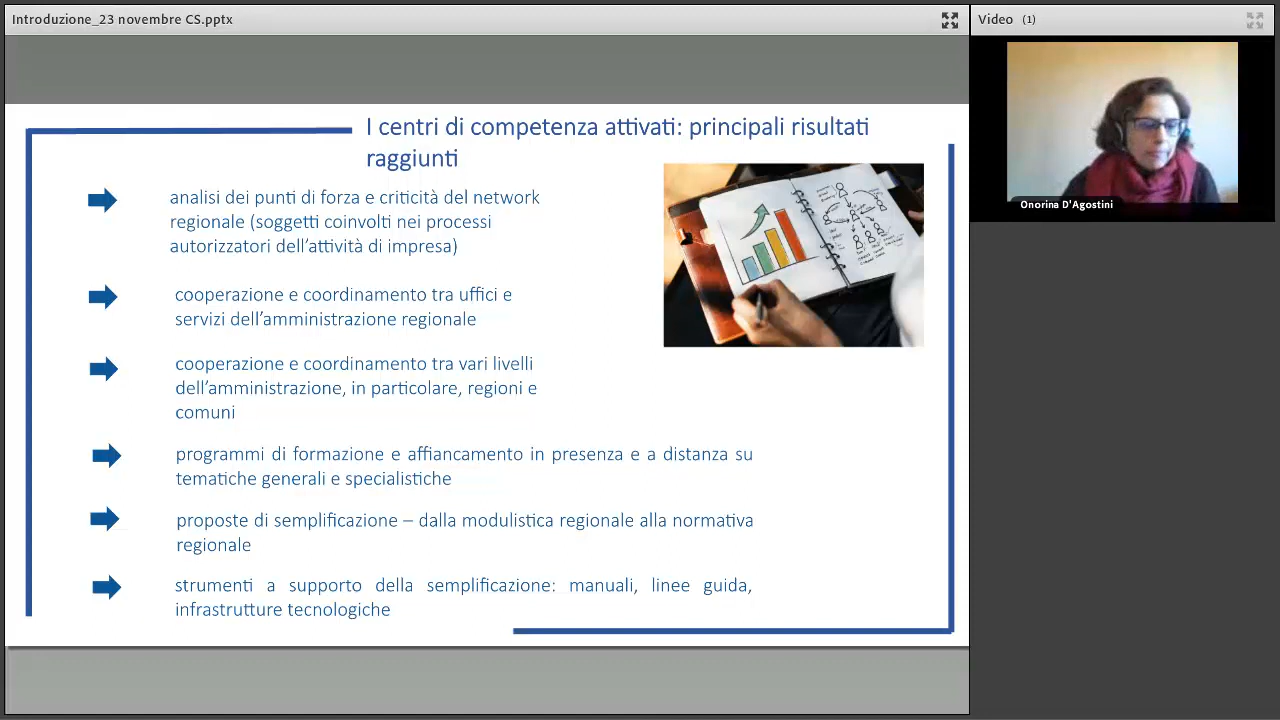 Introduzione_23 novembre CS.pptx
Video (1)
Onorina D'Agostini
I centri di competenza attivati: principali risultati
raggiunti
analisi dei punti di forza e criticità del network
regionale (soggetti coinvolti nei processi
autorizzatori dell’attività di impresa)
cooperazione e coordinamento tra uffici e
servizi dell’amministrazione regionale
cooperazione e coordinamento tra vari livelli
dell’amministrazione, in particolare, regioni e
comuni
programmi di formazione e affiancamento in presenza e a distanza su
tematiche generali e specialistiche
proposte di semplificazione – dalla modulistica regionale alla normativa
regionale
strumenti a supporto della semplificazione: manuali, linee guida,
infrastrutture tecnologiche